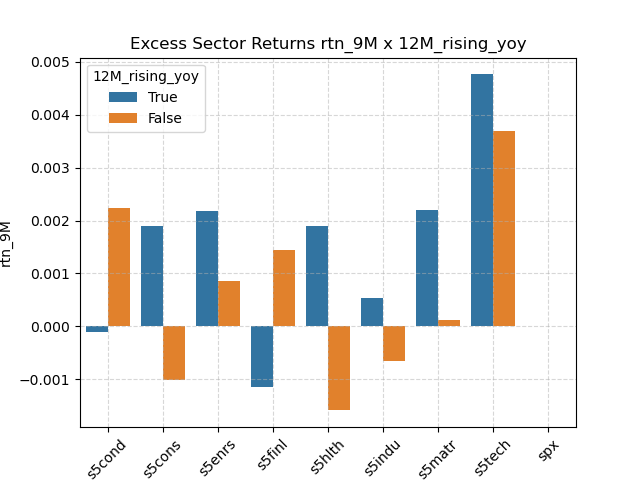 Excess Sector Returns rtn_9M x 12M_rising_yoy
12M_rising_yoy
True
False
rtn_9M
0.005
0.004
0.003
0.002
0.001
0.000
−0.001
s5cond
s5cons
s5enrs
s5finl
s5hlth
s5indu
s5matr
s5tech
spx